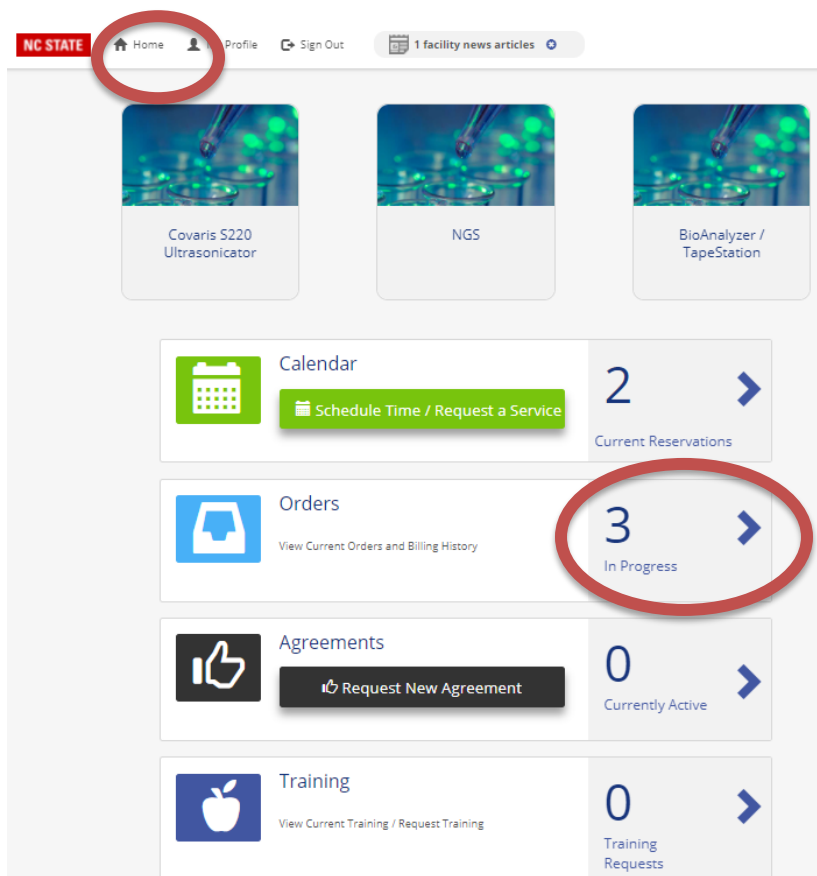 NC STATE Home Profile Sign Out 1 facility news articles
Covaris S220
Ultrasonicator
NGS
BioAnalyzer /
TapeStation
Calendar
Schedule Time / Request a Service
2
Current Reservations
Orders
View Current Orders and Billing History
3
In Progress
Agreements
Request New Agreement
0
Currently Active
Training
View Current Training / Request Training
0
Training
Requests